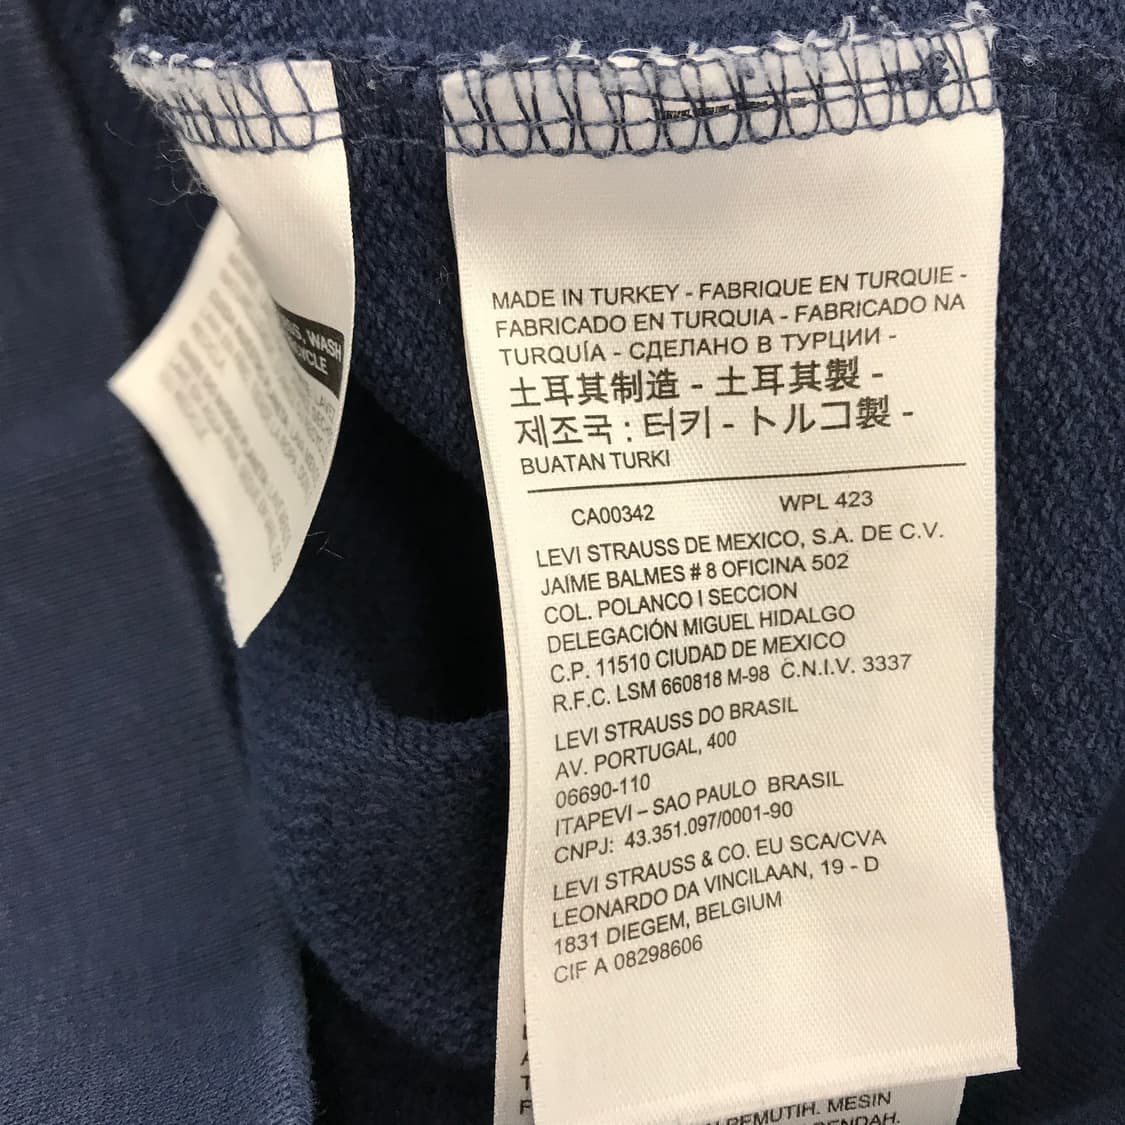 MADE IN TURKEY - FABRIQUE EN TURQUIE -
FABRICADO EN TURQUIA - FABRICADO NA
TURQUÍA - СДЕЛАНО В ТУРЦИИ -
土耳其制造 - 土耳其製 -
제조국 : 터키 - トルコ製 -
BUATAN TURKI
CA00342 WPL 423
LEVI STRAUSS DE MEXICO, S.A. DE C.V.
JAIME BALMES # 8 OFICINA 502
COL. POLANCO I SECCION
DELEGACIÓN MIGUEL HIDALGO
C.P. 11510 CIUDAD DE MEXICO
R.F.C. LSM 660818 M-98 C.N.I.V. 3337
LEVI STRAUSS DO BRASIL
AV. PORTUGAL, 400
06690-110
ITAPEVI – SAO PAULO BRASIL
CNPJ: 43.351.097/0001-90
LEVI STRAUSS & CO. EU SCA/CVA
LEONARDO DA VINCILAAN, 19 - D
1831 DIEGEM, BELGIUM
CIF A 08298606
PEMUTIH. MESIN
WASH